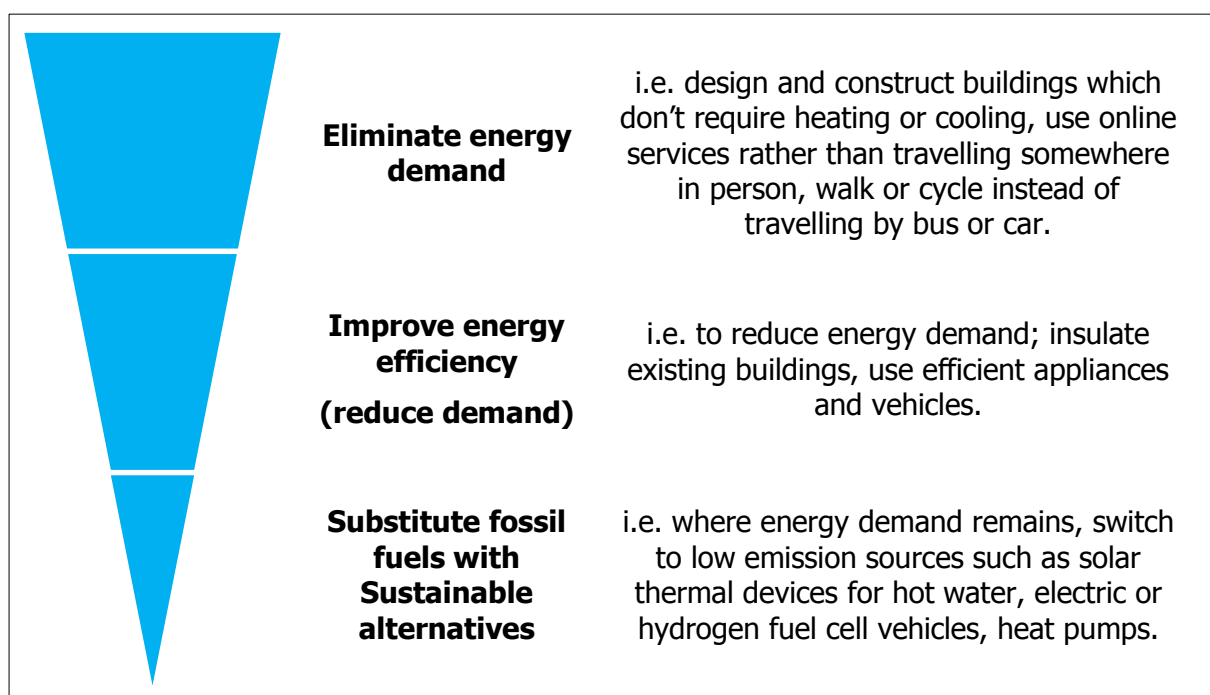 Eliminate energy
demand
i.e. design and construct buildings which
don’t require heating or cooling, use online
services rather than travelling somewhere
in person, walk or cycle instead of
travelling by bus or car.
Improve energy
efficiency
(reduce demand)
i.e. to reduce energy demand; insulate
existing buildings, use efficient appliances
and vehicles.
Substitute fossil
fuels with
Sustainable
alternatives
i.e. where energy demand remains, switch
to low emission sources such as solar
thermal devices for hot water, electric or
hydrogen fuel cell vehicles, heat pumps.